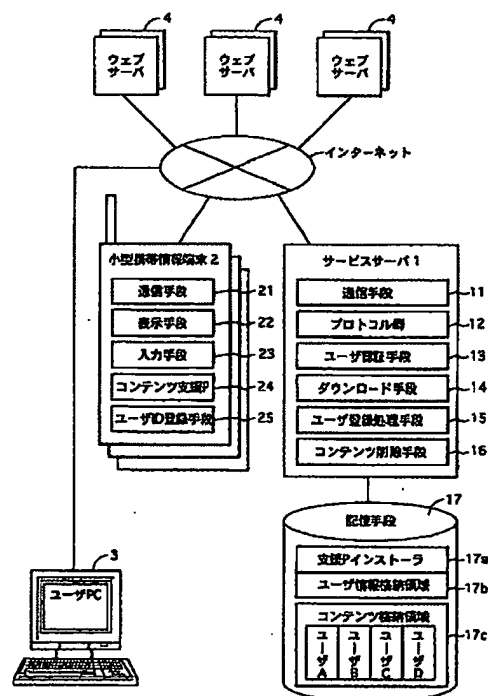 4
4
4
ウェブ
サーバ
ウェブ
サーバ
ウェブ
サーバ
インターネット
小型携帯情報端末2
通信手段
21
表示手段
22
入力手段
23
コンテンツ支援P
24
ユーザID登録手段
25
サービスサーバ1
通信手段
11
プロトコル群
12
ユーザ認証手段
13
ダウンロード手段
14
ユーザ登録処理手段
15
コンテンツ削除手段
16
17
記憶手段
支援Pインストーラ
17a
ユーザ情報格納領域
17b
コンテンツ格納領域
17c
ユーザA
ユーザB
ユーザC
ユーザD
3
ユーザPC